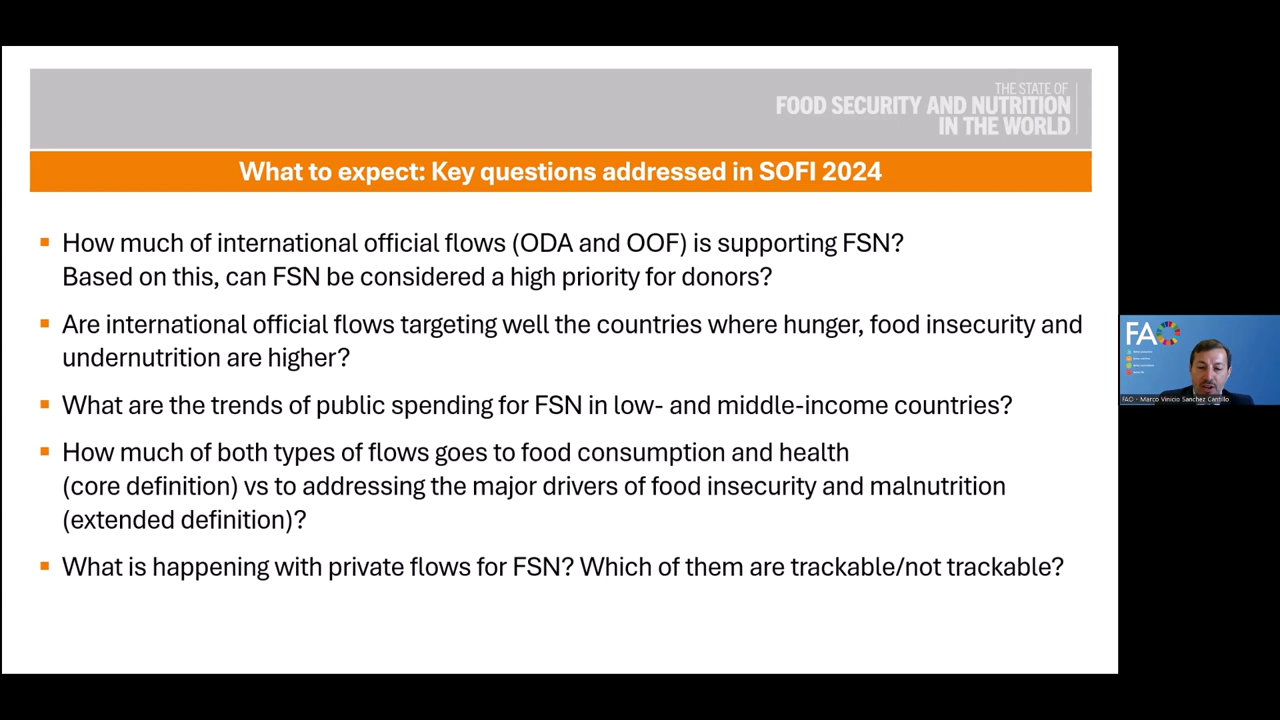 THE STATE OF
FOOD SECURITY AND NUTRITION
IN THE WORLD
What to expect: Key questions addressed in SOFI 2024
How much of international official flows (ODA and OOF) is supporting FSN?
Based on this, can FSN be considered a high priority for donors?
Are international official flows targeting well the countries where hunger, food insecurity and
undernutrition are higher?
What are the trends of public spending for FSN in low- and middle-income countries?
How much of both types of flows goes to food consumption and health
(core definition) vs to addressing the major drivers of food insecurity and malnutrition
(extended definition)?
What is happening with private flows for FSN? Which of them are trackable/not trackable?
FAO
FAO - Marco Vinicio Sanchez Cantillo